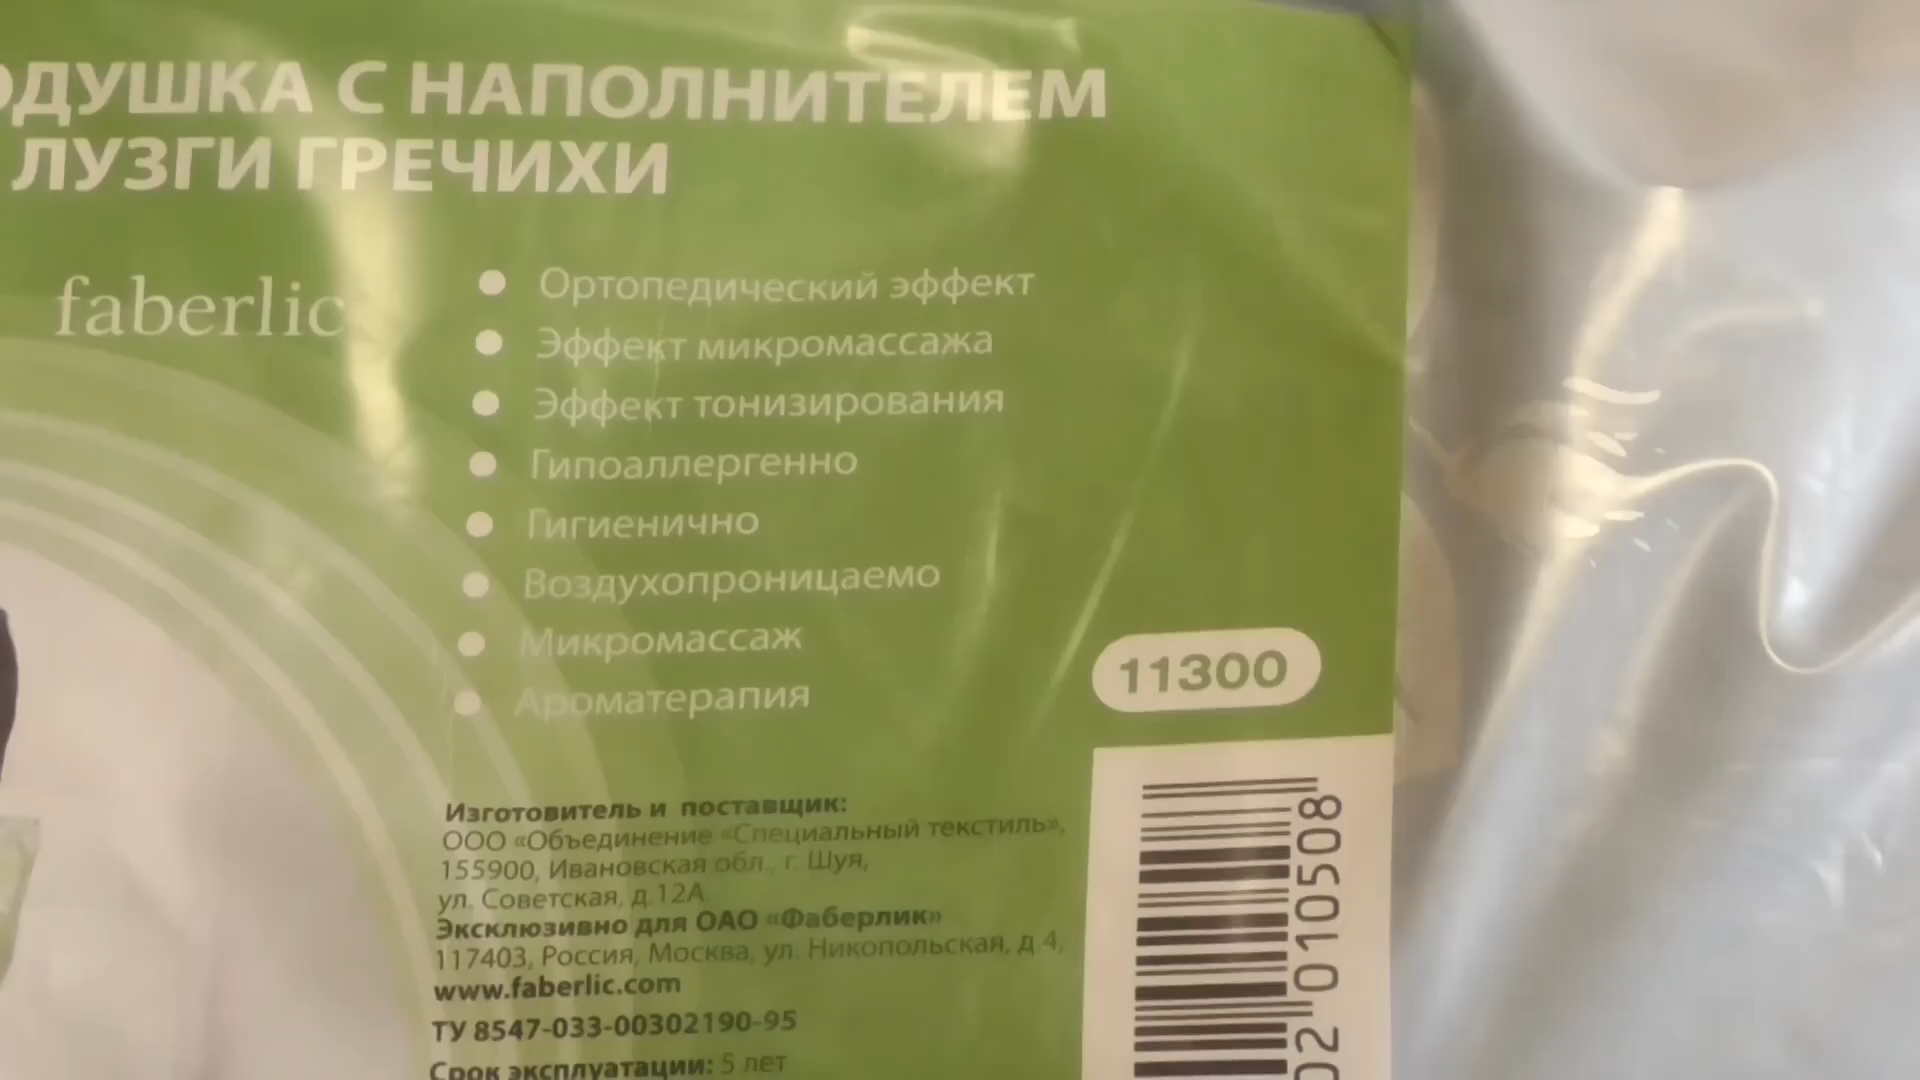 ОДУШКА С НАПОЛНИТЕЛЕМ
ЛУЗГИ ГРЕЧИХИ
faberlic
• Ортопедический эффект
• Эффект микромассажа
• Эффект тонизирования
• Гипоаллергенно
• Гигиенично
• Воздухопроницаемо
• Микромассаж
• Ароматерапия
11300
Изготовитель и поставщик:
ООО «Объединение «Специальный текстиль»,
155900, Ивановская обл., г. Шуя,
ул. Советская, д.12А
Эксклюзивно для ОАО «Фаберлик»
117403, Россия, Москва, ул. Никопольская, д.4,
www.faberlic.com
ТУ 8547-033-00302190-95
Срок эксплуатации: 5 лет
02 010508